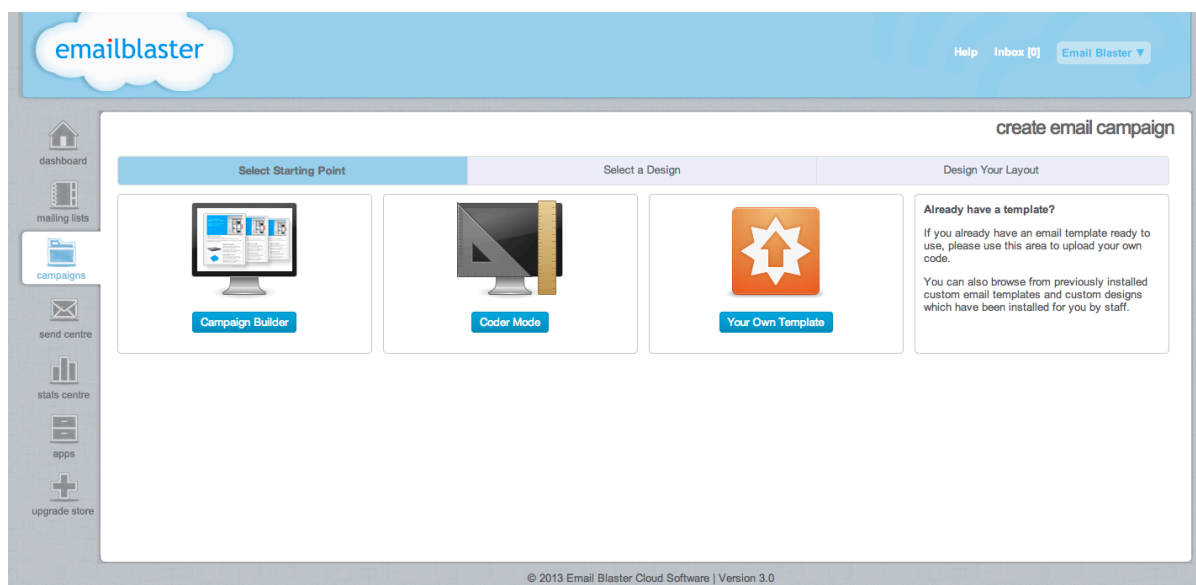 emailblaster
Help Inbox [0] Email Blaster ▼
create email campaign
dashboard
mailing lists
campaigns
send centre
stats centre
apps
upgrade store
Select Starting Point Select a Design Design Your Layout
Campaign Builder
Coder Mode
Your Own Template
Already have a template?
If you already have an email template ready to
use, please use this area to upload your own
code.
You can also browse from previously installed
custom email templates and custom designs
which have been installed for you by staff.
© 2013 Email Blaster Cloud Software | Version 3.0